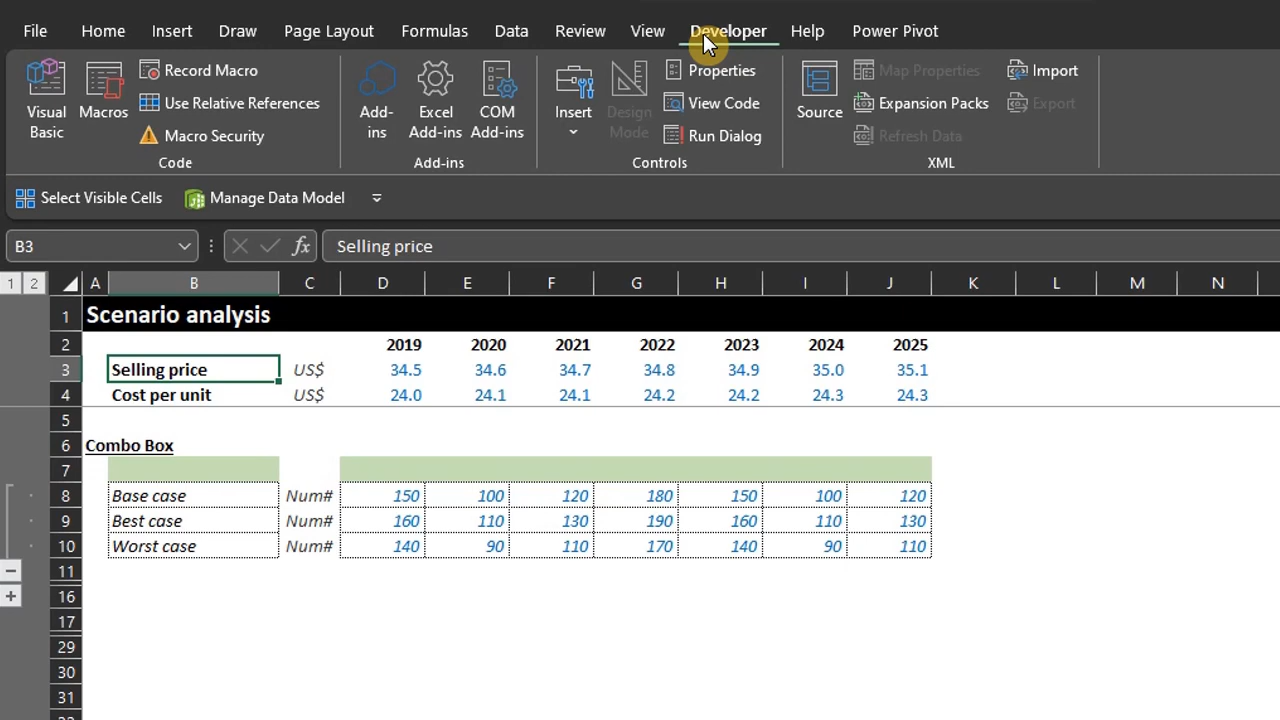 File Home Insert Draw Page Layout Formulas Data Review View Developer Help Power Pivot
Visual Basic
Macros
Record Macro
Use Relative References
Macro Security
Code
Add-ins
Excel Add-ins
COM Add-ins
Add-ins
Insert
Design Mode
Properties
View Code
Run Dialog
Controls
Source
Map Properties
Expansion Packs
Refresh Data
Import
Export
XML
Select Visible Cells Manage Data Model
B3 fx Selling price
1 2 A B C D E F G H I J K L M N
1 Scenario analysis
2 2019 2020 2021 2022 2023 2024 2025
3 Selling price US$ 34.5 34.6 34.7 34.8 34.9 35.0 35.1
4 Cost per unit US$ 24.0 24.1 24.1 24.2 24.2 24.3 24.3
5
6 Combo Box
7
8 Base case Num# 150 100 120 180 150 100 120
9 Best case Num# 160 110 130 190 160 110 130
10 Worst case Num# 140 90 110 170 140 90 110
11
16
17
29
30
31